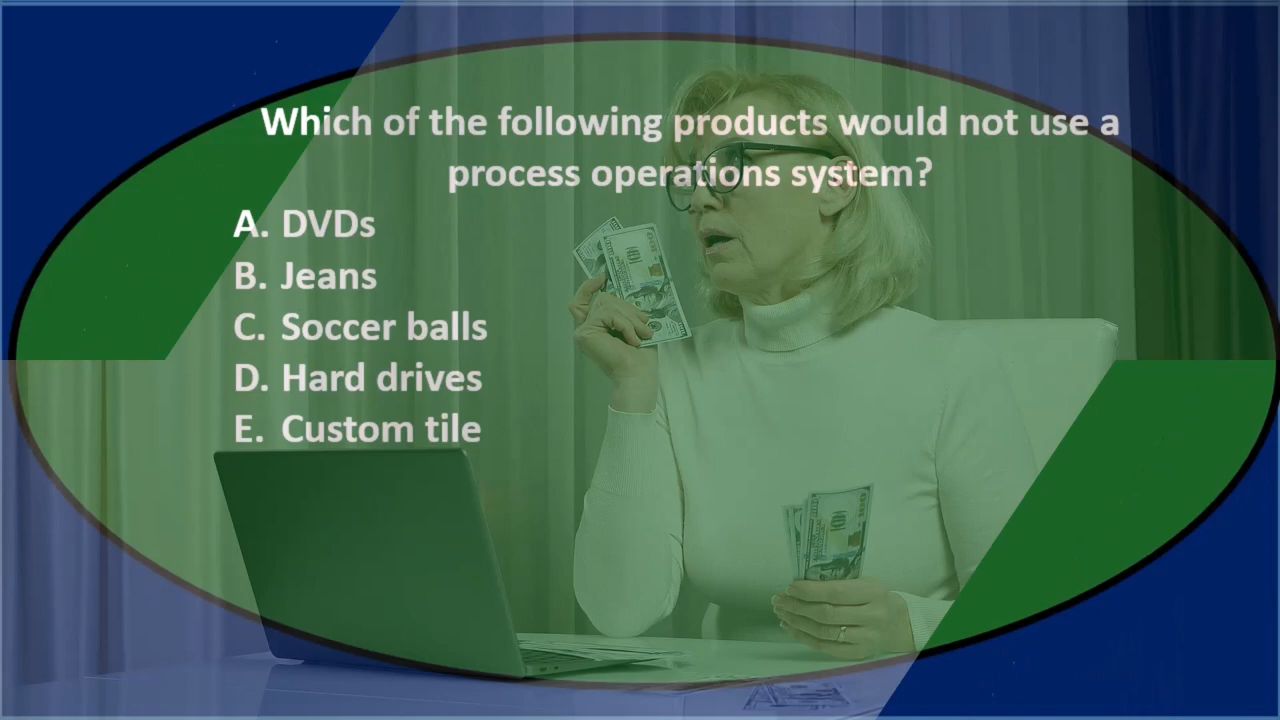 Which of the following products would not use a
process operations system?
A. DVDs
B. Jeans
C. Soccer balls
D. Hard drives
E. Custom tile